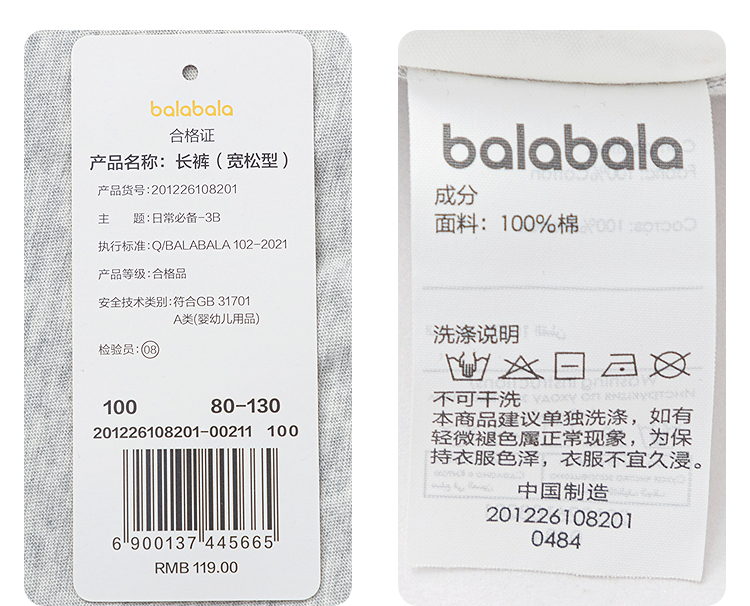 balabala
合格证
产品名称：长裤（宽松型）
产品货号:201226108201
主 题:日常必备-3B
执行标准:Q/BALABALA 102-2021
产品等级:合格品
安全技术类别:符合GB 31701
A类(婴幼儿用品)
检验员:08
100 80-130
201226108201-00211 100
6 900137 445665
RMB 119.00
balabala
成分
面料：100%棉
洗涤说明
不可干洗
本商品建议单独洗涤，如有
轻微褪色属正常现象，为保
持衣服色泽，衣服不宜久浸。
中国制造
201226108201
0484